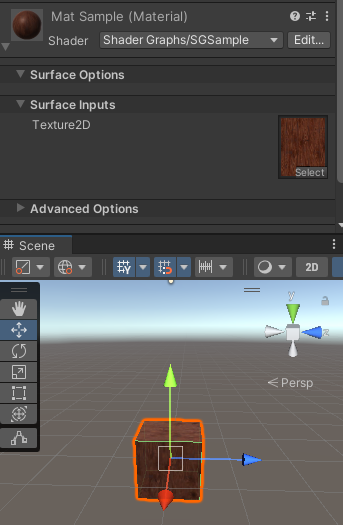 Mat Sample (Material)
Shader Shader Graphs/SGSample Edit...
Surface Options
Surface Inputs
Texture2D
Select
Advanced Options
Scene
2D
y
Persp